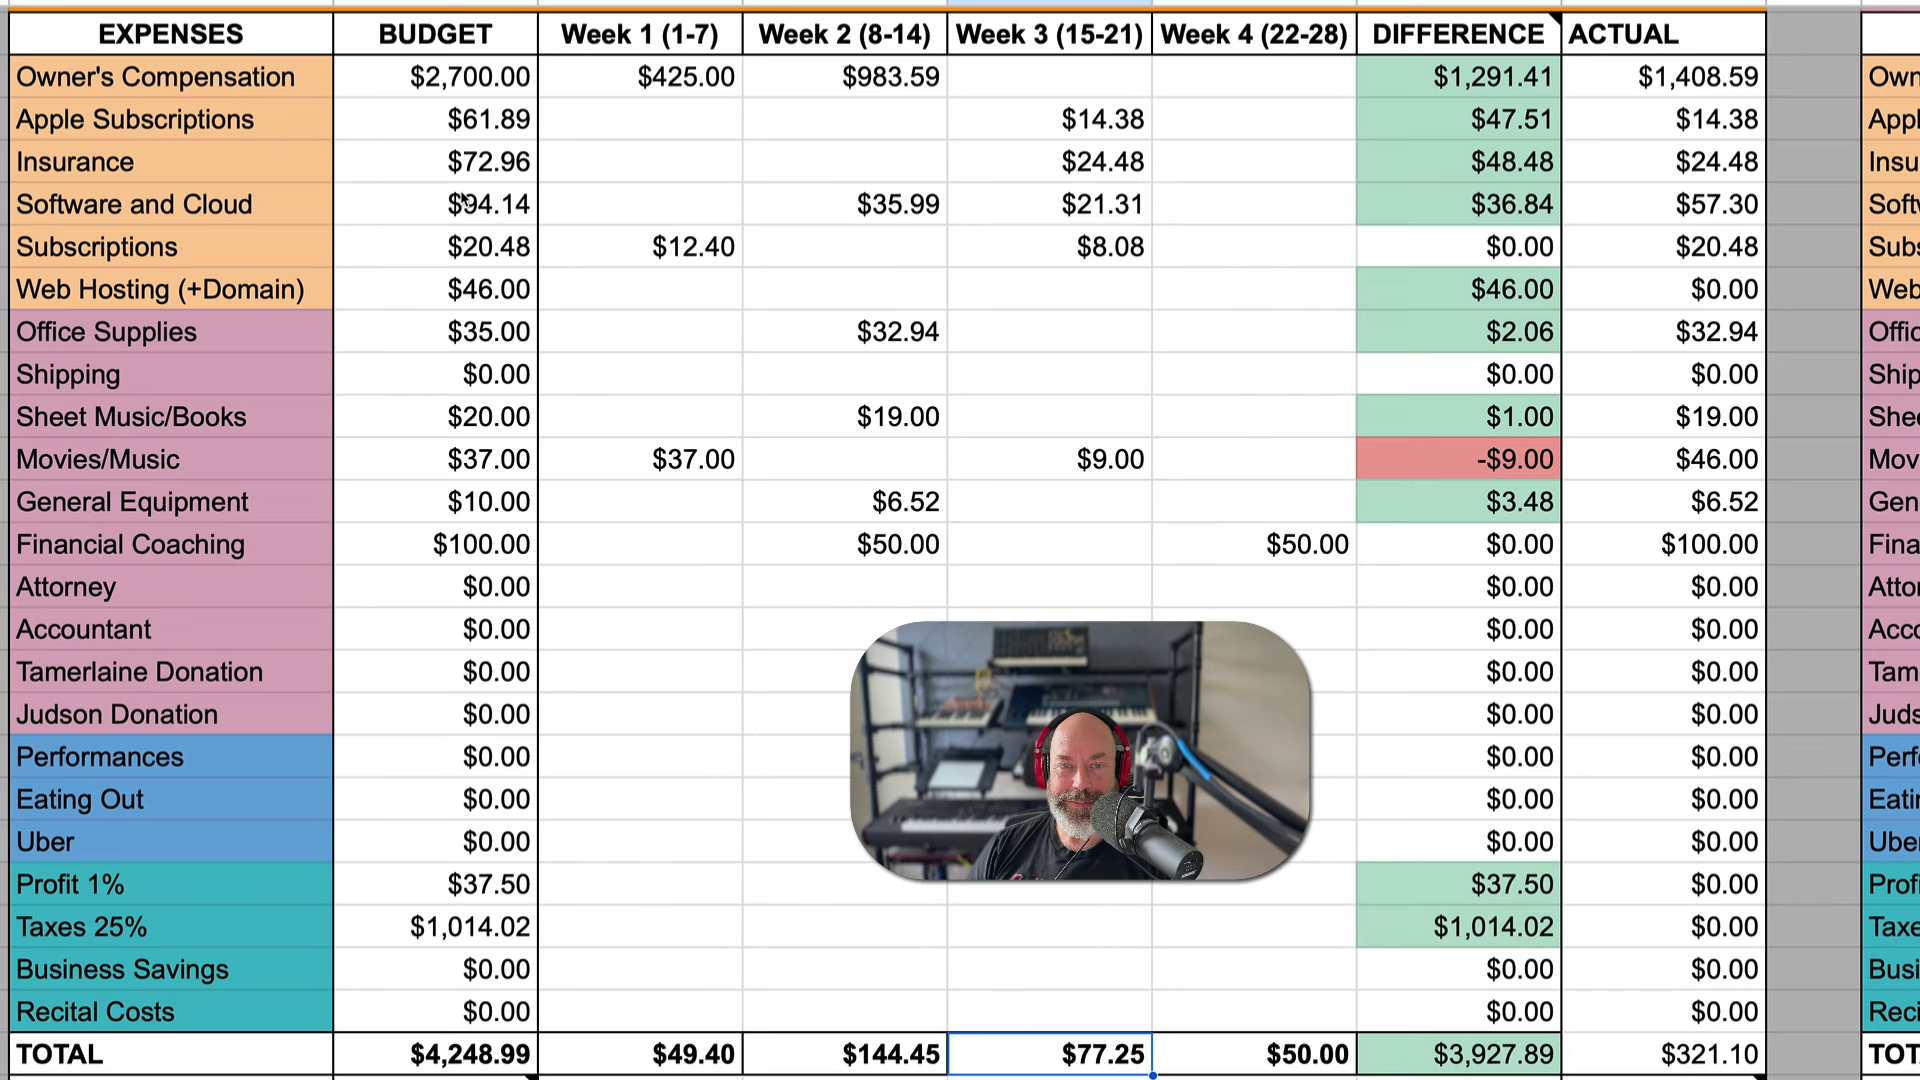 EXPENSES BUDGET Week 1 (1-7) Week 2 (8-14) Week 3 (15-21) Week 4 (22-28) DIFFERENCE ACTUAL
Owner's Compensation $2,700.00 $425.00 $983.59 $1,291.41 $1,408.59 Own
Apple Subscriptions $61.89 $14.38 $47.51 $14.38 Appl
Insurance $72.96 $24.48 $48.48 $24.48 Insu
Software and Cloud $94.14 $35.99 $21.31 $36.84 $57.30 Softw
Subscriptions $20.48 $12.40 $8.08 $0.00 $20.48 Subs
Web Hosting (+Domain) $46.00 $46.00 $0.00 Web
Office Supplies $35.00 $32.94 $2.06 $32.94 Offic
Shipping $0.00 $0.00 $0.00 Ship
Sheet Music/Books $20.00 $19.00 $1.00 $19.00 Shee
Movies/Music $37.00 $37.00 $9.00 -$9.00 $46.00 Mov
General Equipment $10.00 $6.52 $3.48 $6.52 Gen
Financial Coaching $100.00 $50.00 $50.00 $0.00 $100.00 Fina
Attorney $0.00 $0.00 $0.00 Attor
Accountant $0.00 $0.00 $0.00 Acco
Tamerlaine Donation $0.00 $0.00 $0.00 Tam
Judson Donation $0.00 $0.00 $0.00 Juds
Performances $0.00 $0.00 $0.00 Perfo
Eating Out $0.00 $0.00 $0.00 Eatin
Uber $0.00 $0.00 $0.00 Uber
Profit 1% $37.50 $37.50 $0.00 Profi
Taxes 25% $1,014.02 $1,014.02 $0.00 Taxe
Business Savings $0.00 $0.00 $0.00 Busi
Recital Costs $0.00 $0.00 $0.00 Reci
TOTAL $4,248.99 $49.40 $144.45 $77.25 $50.00 $3,927.89 $321.10 TOT